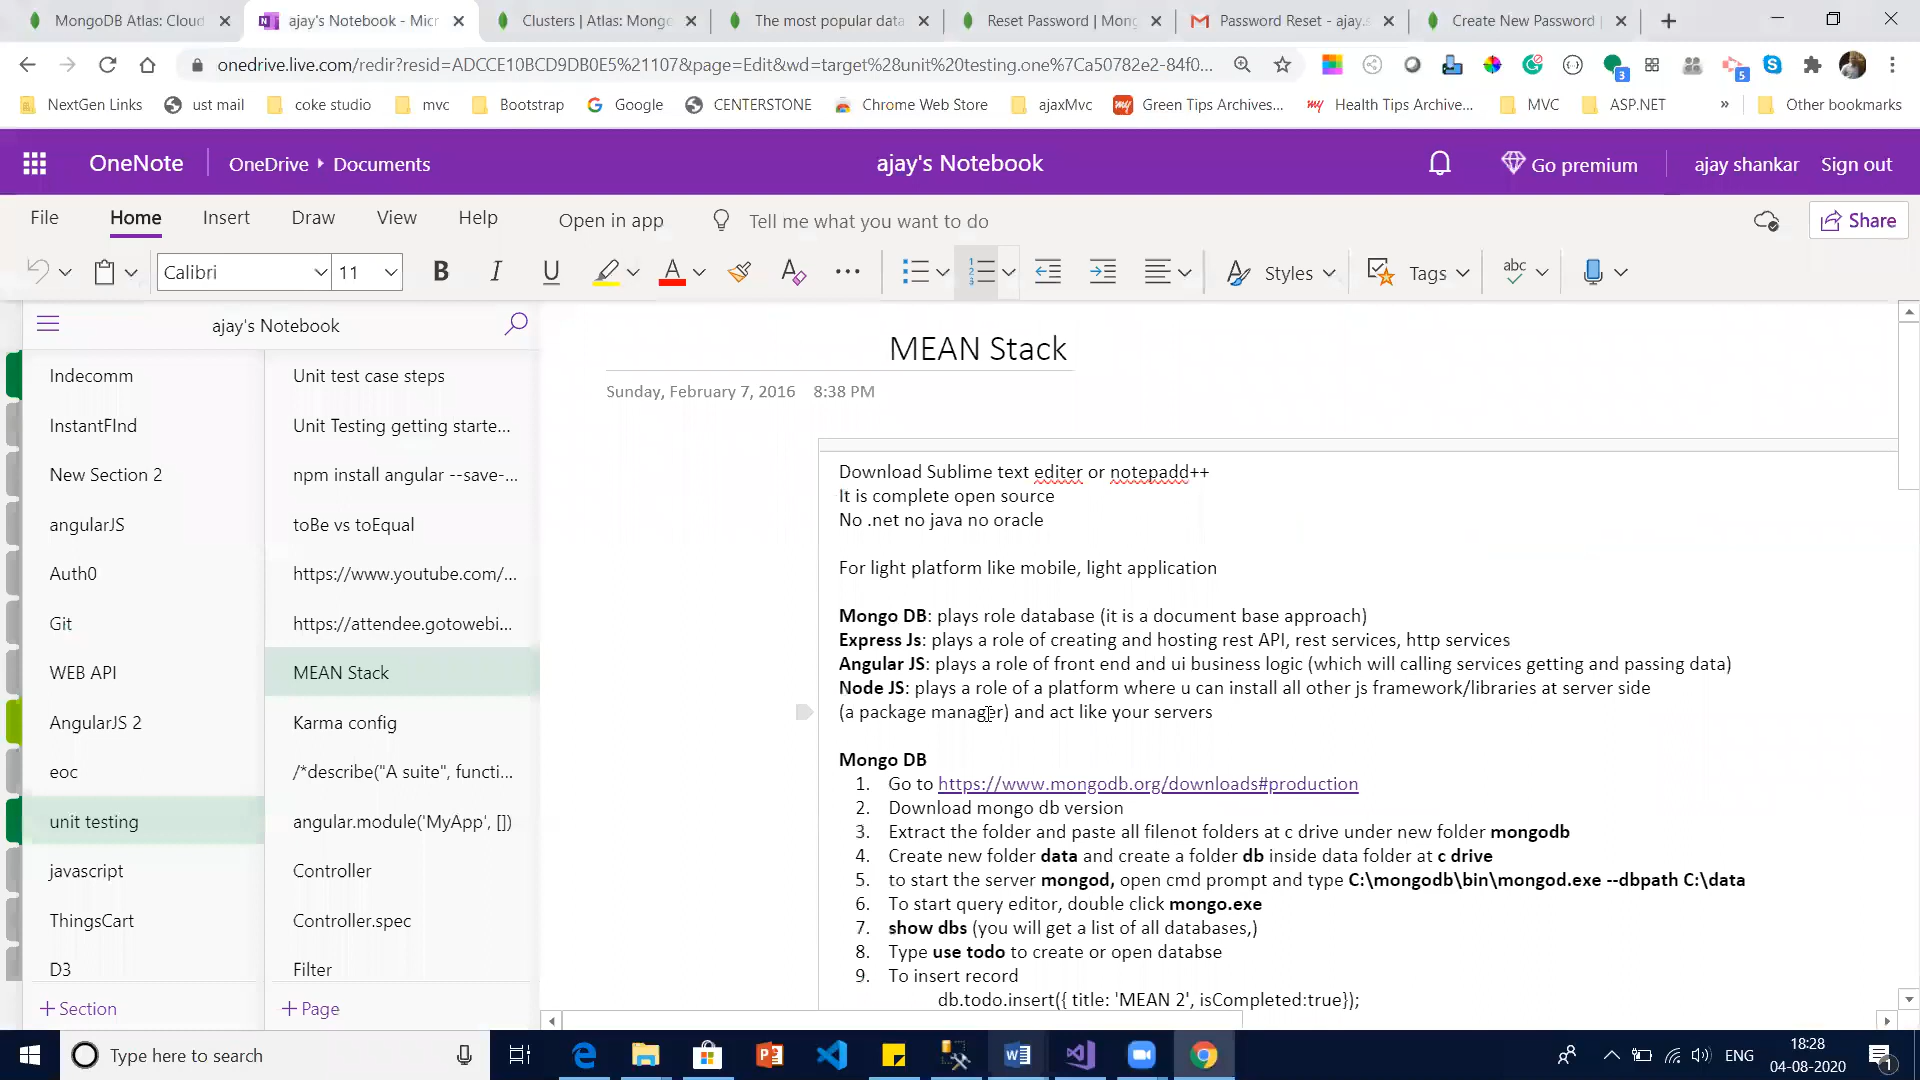 MongoDB Atlas: Cloud
ajay's Notebook - Micr
Clusters | Atlas: Mongo
The most popular data
Reset Password | Mong
Password Reset - ajay.s
Create New Password |
onedrive.live.com/redir?resid=ADCCE10BCD9DB0E5%21107&page=Edit&wd=target%28unit%20testing.one%7Ca50782e2-84f0...
3
5
NextGen Links
ust mail
coke studio
mvc
Bootstrap
Google
CENTERSTONE
Chrome Web Store
ajaxMvc
Green Tips Archives...
Health Tips Archive...
MVC
ASP.NET
»
Other bookmarks
OneNote
OneDrive
Documents
ajay's Notebook
Go premium
ajay shankar
Sign out
File
Home
Insert
Draw
View
Help
Open in app
Tell me what you want to do
Share
Calibri
11
B
I
U
A
Styles
Tags
abc
ajay's Notebook
Indecomm
InstantFInd
New Section 2
angularJS
Auth0
Git
WEB API
AngularJS 2
eoc
unit testing
javascript
ThingsCart
D3
+ Section
Unit test case steps
Unit Testing getting starte...
npm install angular --save-...
toBe vs toEqual
https://www.youtube.com/...
https://attendee.gotowebi...
MEAN Stack
Karma config
/*describe("A suite", functi...
angular.module('MyApp', [])
Controller
Controller.spec
Filter
+ Page
MEAN Stack
Sunday, February 7, 2016 8:38 PM
Download Sublime text editer or notepadd++
It is complete open source
No .net no java no oracle
For light platform like mobile, light application
Mongo DB: plays role database (it is a document base approach)
Express Js: plays a role of creating and hosting rest API, rest services, http services
Angular JS: plays a role of front end and ui business logic (which will calling services getting and passing data)
Node JS: plays a role of a platform where u can install all other js framework/libraries at server side
(a package manager) and act like your servers
Mongo DB
1. Go to https://www.mongodb.org/downloads#production
2. Download mongo db version
3. Extract the folder and paste all filenot folders at c drive under new folder mongodb
4. Create new folder data and create a folder db inside data folder at c drive
5. to start the server mongod, open cmd prompt and type C:\mongodb\bin\mongod.exe --dbpath C:\data
6. To start query editor, double click mongo.exe
7. show dbs (you will get a list of all databases,)
8. Type use todo to create or open databse
9. To insert record
db.todo.insert({ title: 'MEAN 2', isCompleted:true});
Type here to search
ENG
18:28
04-08-2020
1